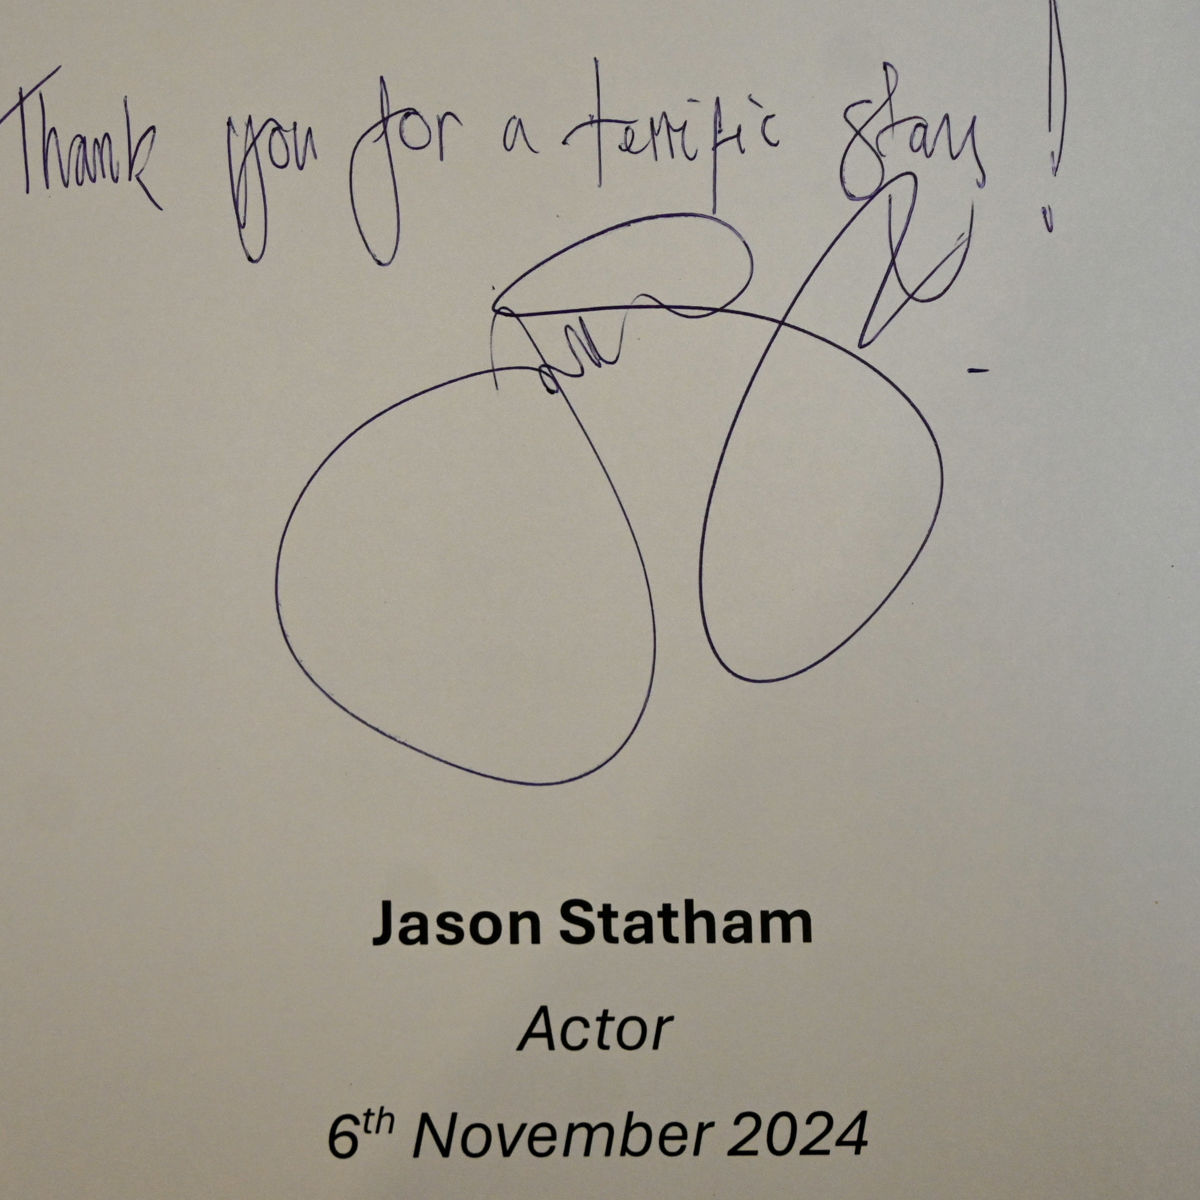 Thank you for a terrific stay!
Jason Statham
Actor
6th November 2024